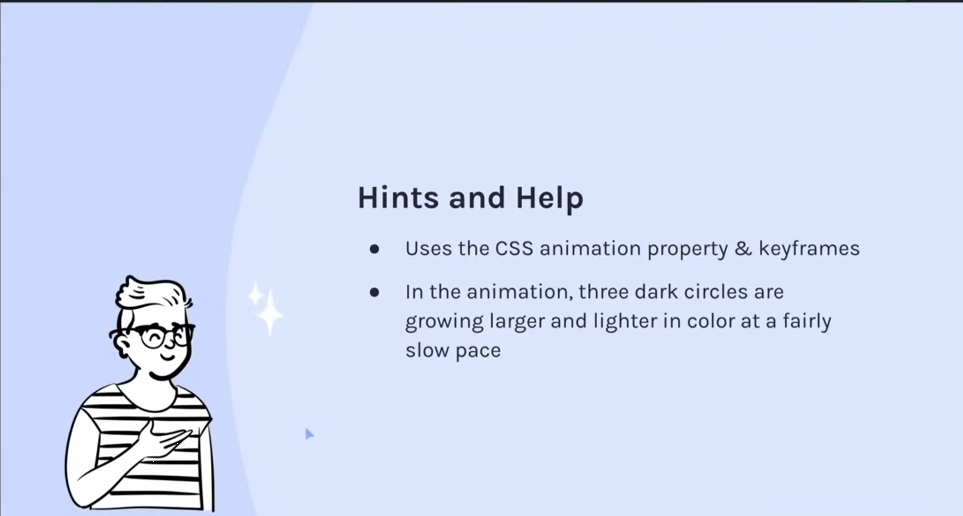 Hints and Help
● Uses the CSS animation property & keyframes
● In the animation, three dark circles are
growing larger and lighter in color at a fairly
slow pace